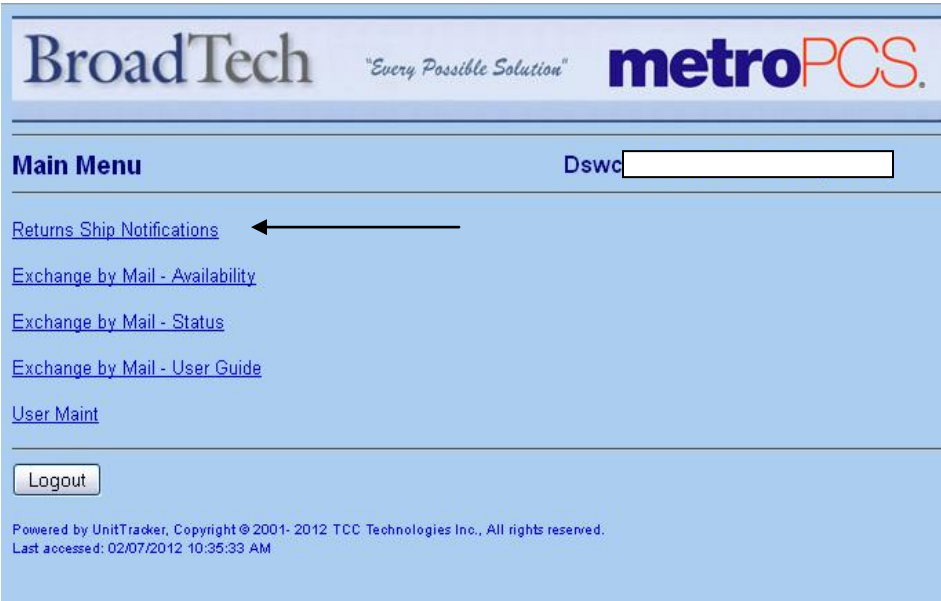 BroadTech "Every Possible Solution" metroPCS.
Main Menu Dswc
Returns Ship Notifications
Exchange by Mail - Availability
Exchange by Mail - Status
Exchange by Mail - User Guide
User Maint
Logout
Powered by UnitTracker, Copyright © 2001- 2012 TCC Technologies Inc., All rights reserved.
Last accessed: 02/07/2012 10:35:33 AM